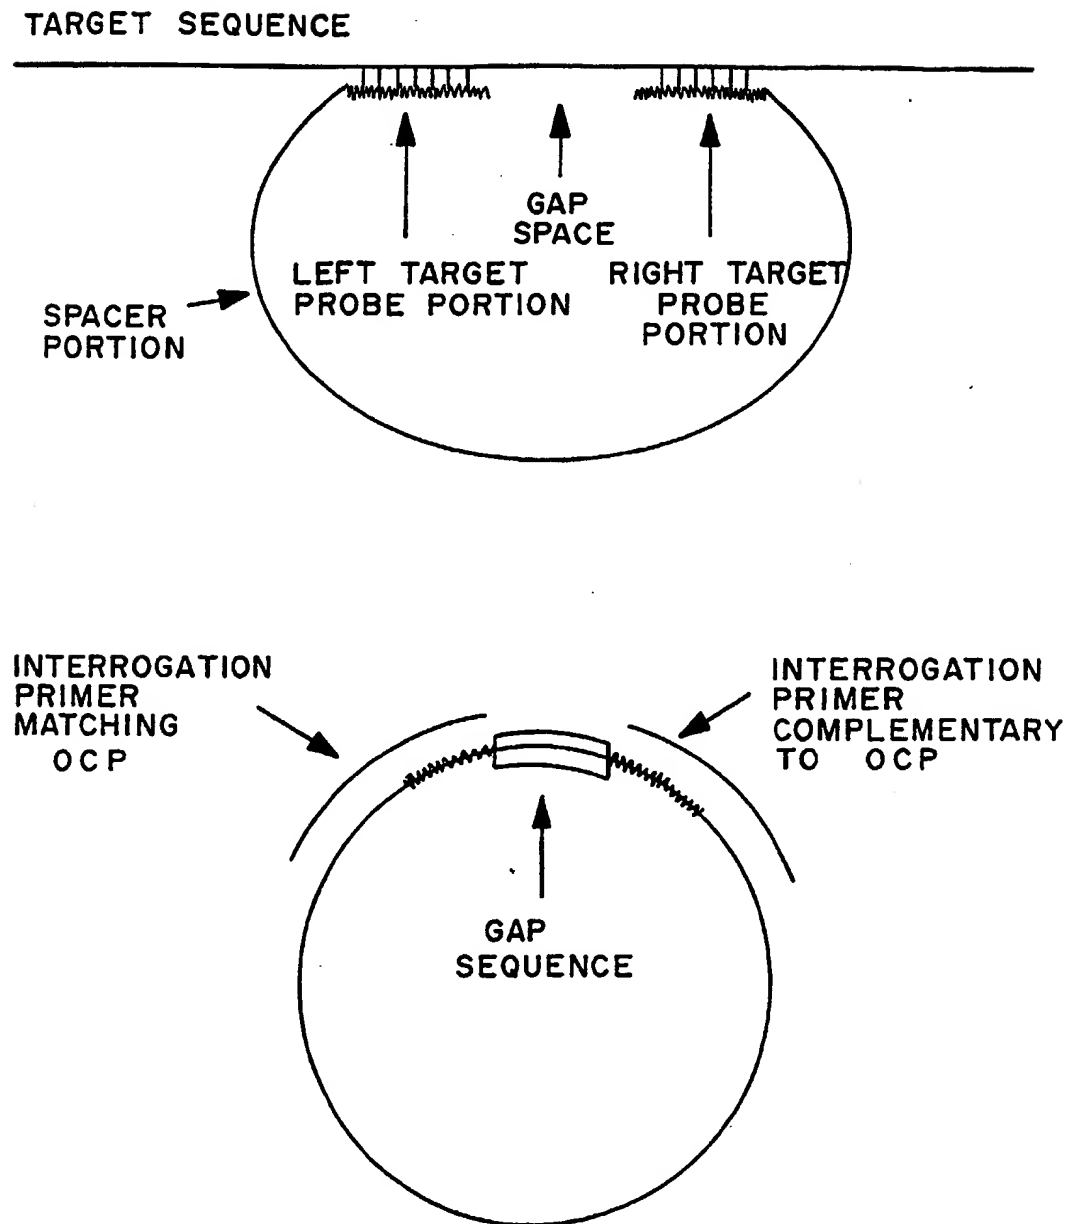 TARGET SEQUENCE
GAP
SPACE
LEFT TARGET
PROBE PORTION
RIGHT TARGET
PROBE
PORTION
SPACER
PORTION
INTERROGATION
PRIMER
MATCHING
OCP
INTERROGATION
PRIMER
COMPLEMENTARY
TO OCP
GAP
SEQUENCE